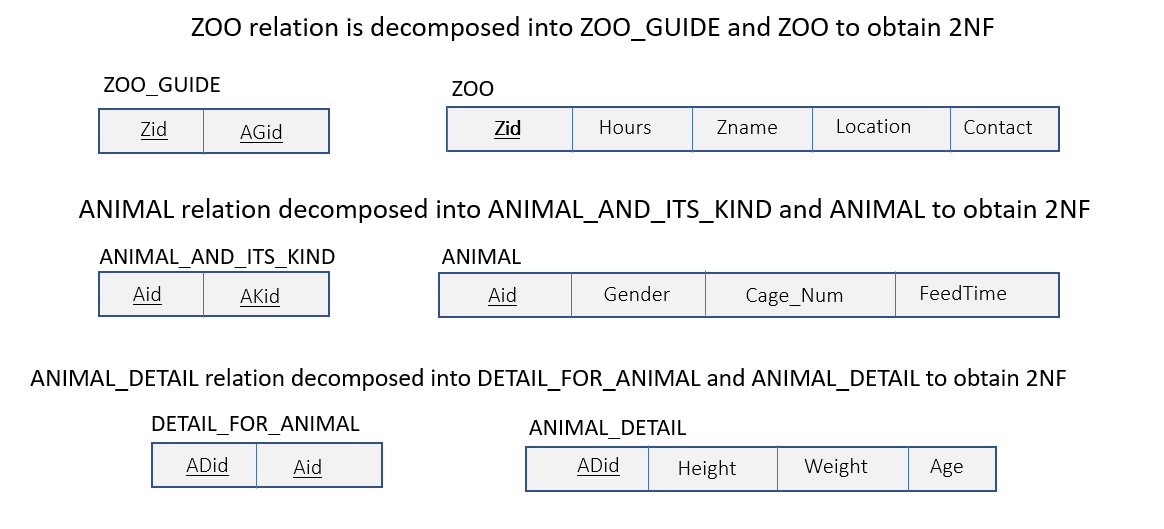 ZOO relation is decomposed into ZOO_GUIDE and ZOO to obtain 2NF
ZOO_GUIDE
Zid AGid
ZOO
Zid Hours Zname Location Contact
ANIMAL relation decomposed into ANIMAL_AND_ITS_KIND and ANIMAL to obtain 2NF
ANIMAL_AND_ITS_KIND
Aid AKid
ANIMAL
Aid Gender Cage_Num FeedTime
ANIMAL_DETAIL relation decomposed into DETAIL_FOR_ANIMAL and ANIMAL_DETAIL to obtain 2NF
DETAIL_FOR_ANIMAL
ADid Aid
ANIMAL_DETAIL
ADid Height Weight Age